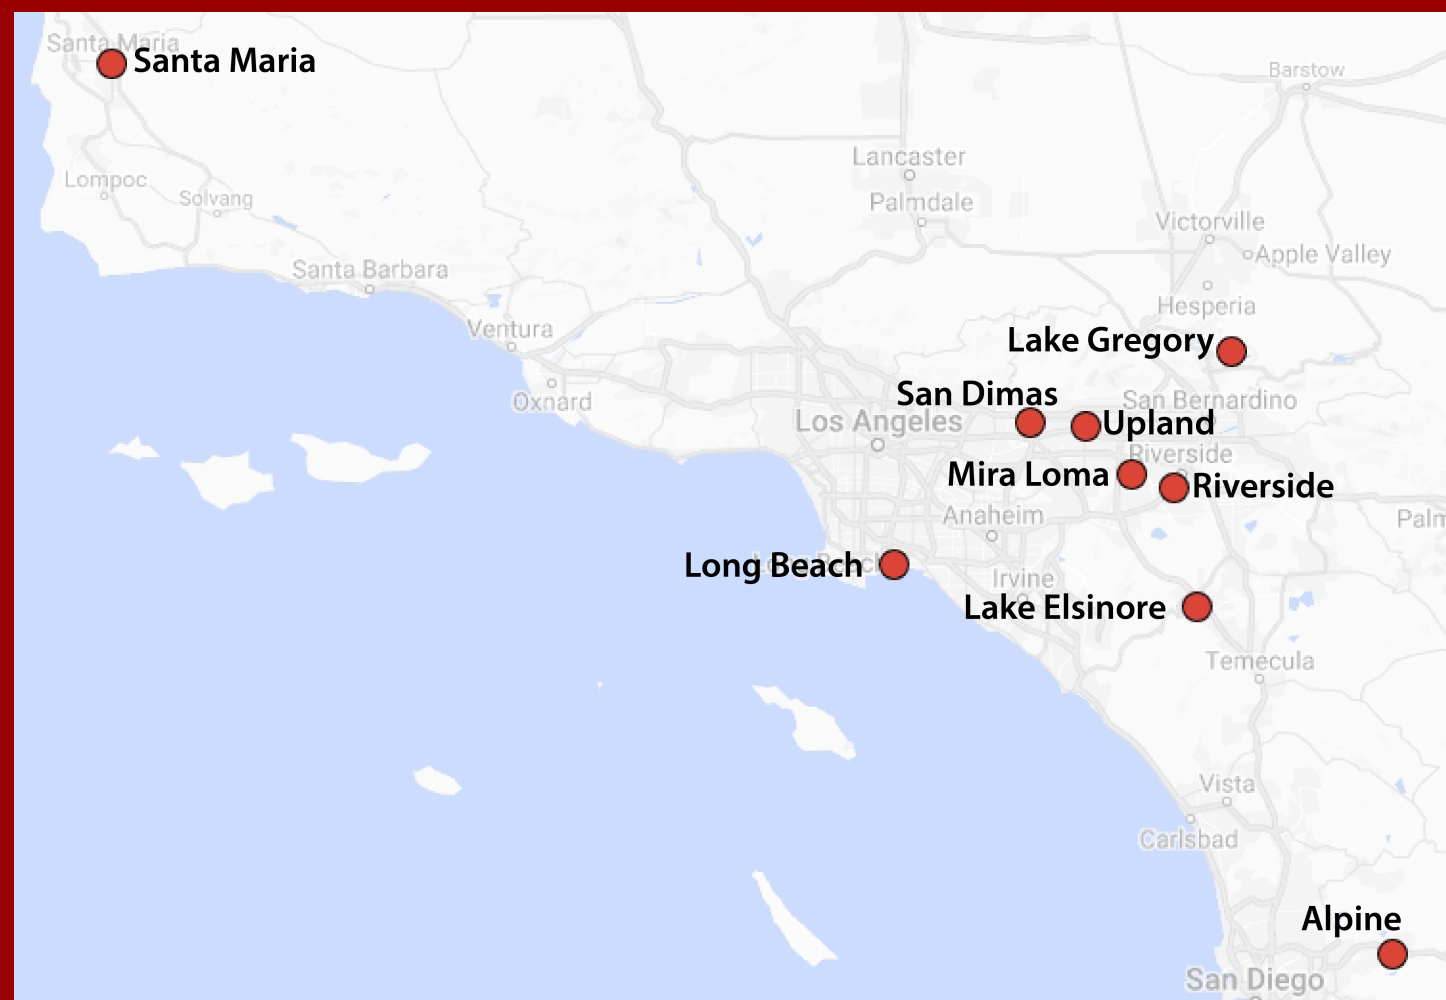 Santa Maria
Santa Maria
Barstow
Lancaster
Lompoc
Solvang
Palmdale
Victorville
Apple Valley
Santa Barbara
Hesperia
Ventura
Lake Gregory
San Dimas
Oxnard
San Bernardino
Los Angeles
Upland
Riverside
Mira Loma
Riverside
Anaheim
Palm
Long Beach
Long Beach
Irvine
Lake Elsinore
Temecula
Vista
Carlsbad
Alpine
San Diego